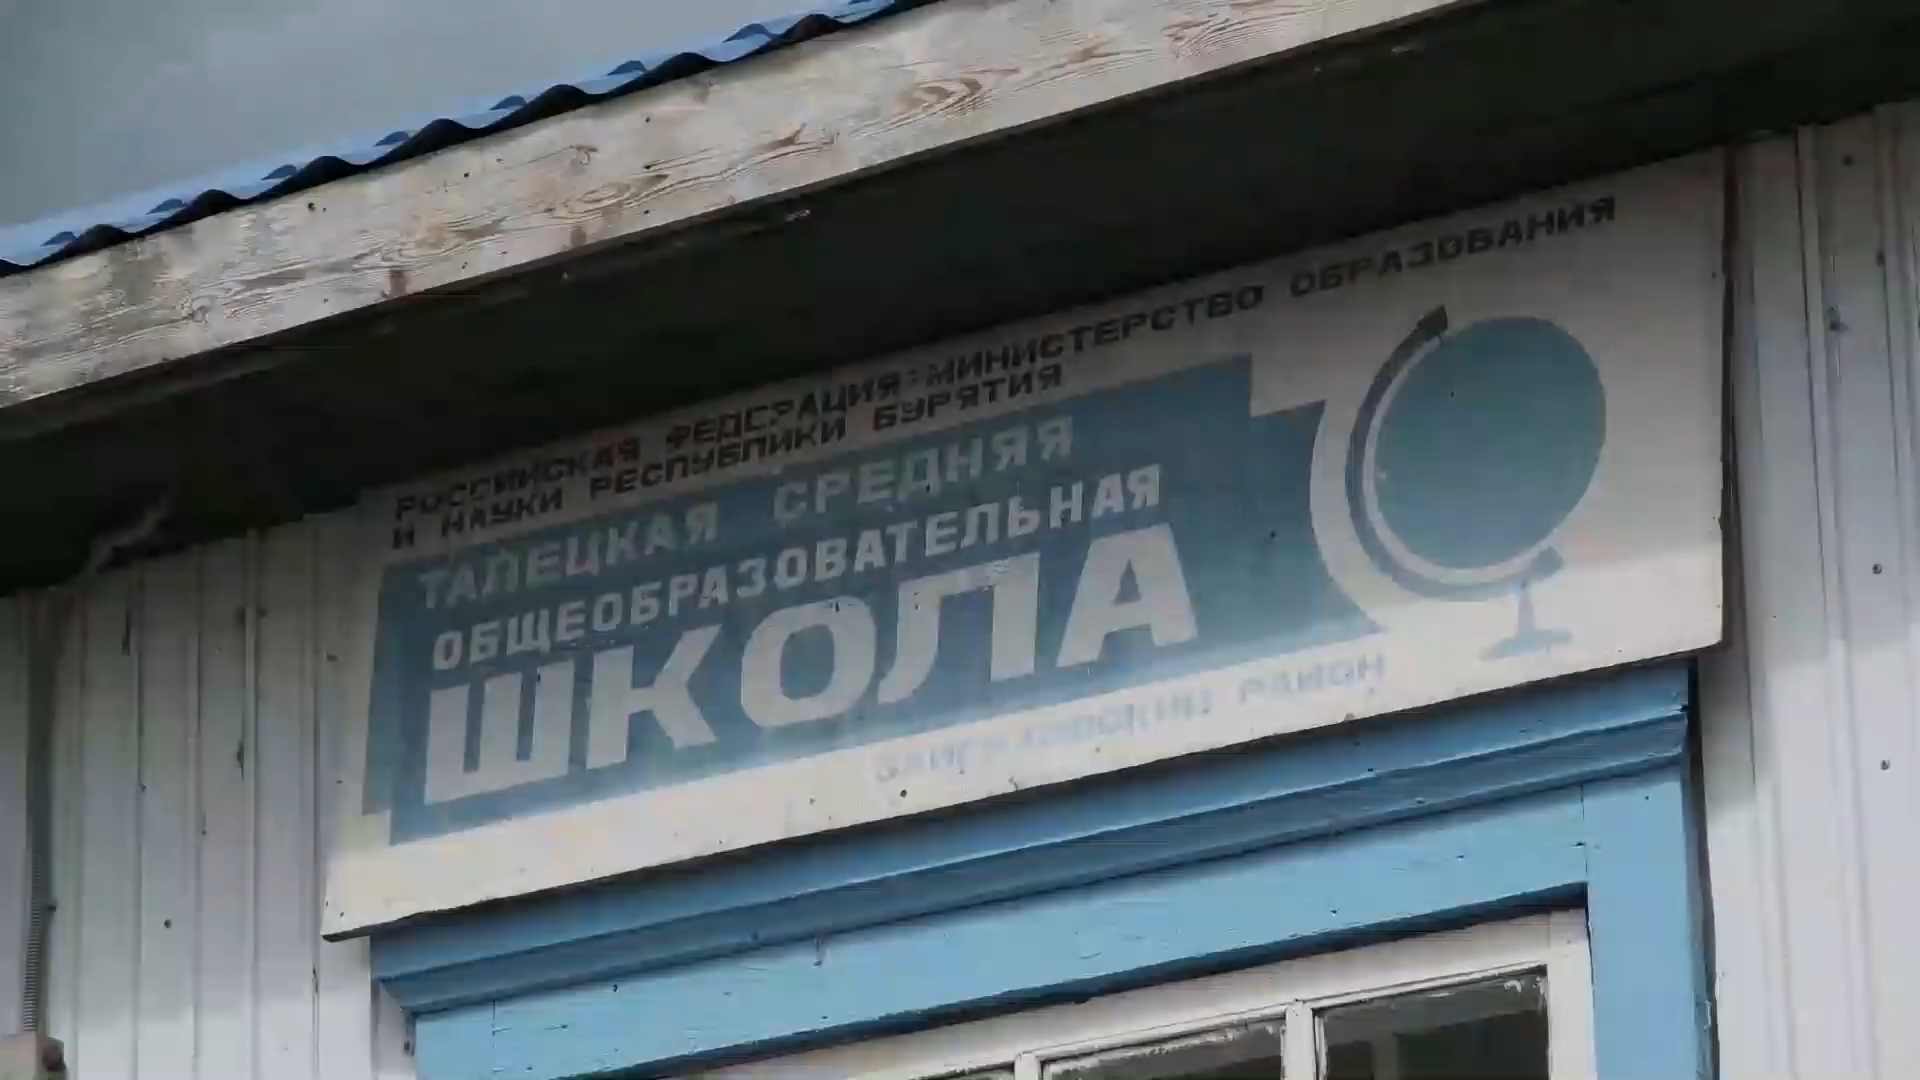 РОССИЙСКАЯ ФЕДЕРАЦИЯ·МИНИСТЕРСТВО ОБРАЗОВАНИЯ
И НАУКИ РЕСПУБЛИКИ БУРЯТИЯ
ТАЛЕЦКАЯ СРЕДНЯЯ
ОБЩЕОБРАЗОВАТЕЛЬНАЯ
ШКОЛА
РАЙОН